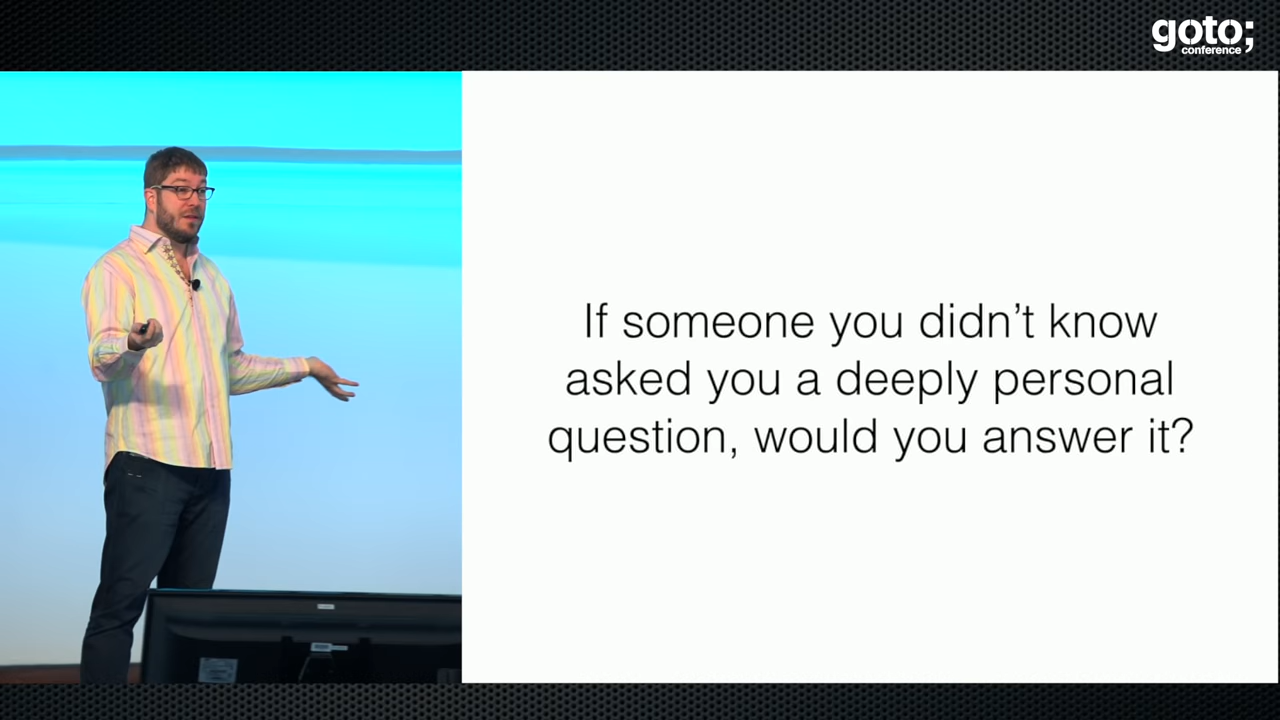 goto;
conference
If someone you didn't know
asked you a deeply personal
question, would you answer it?